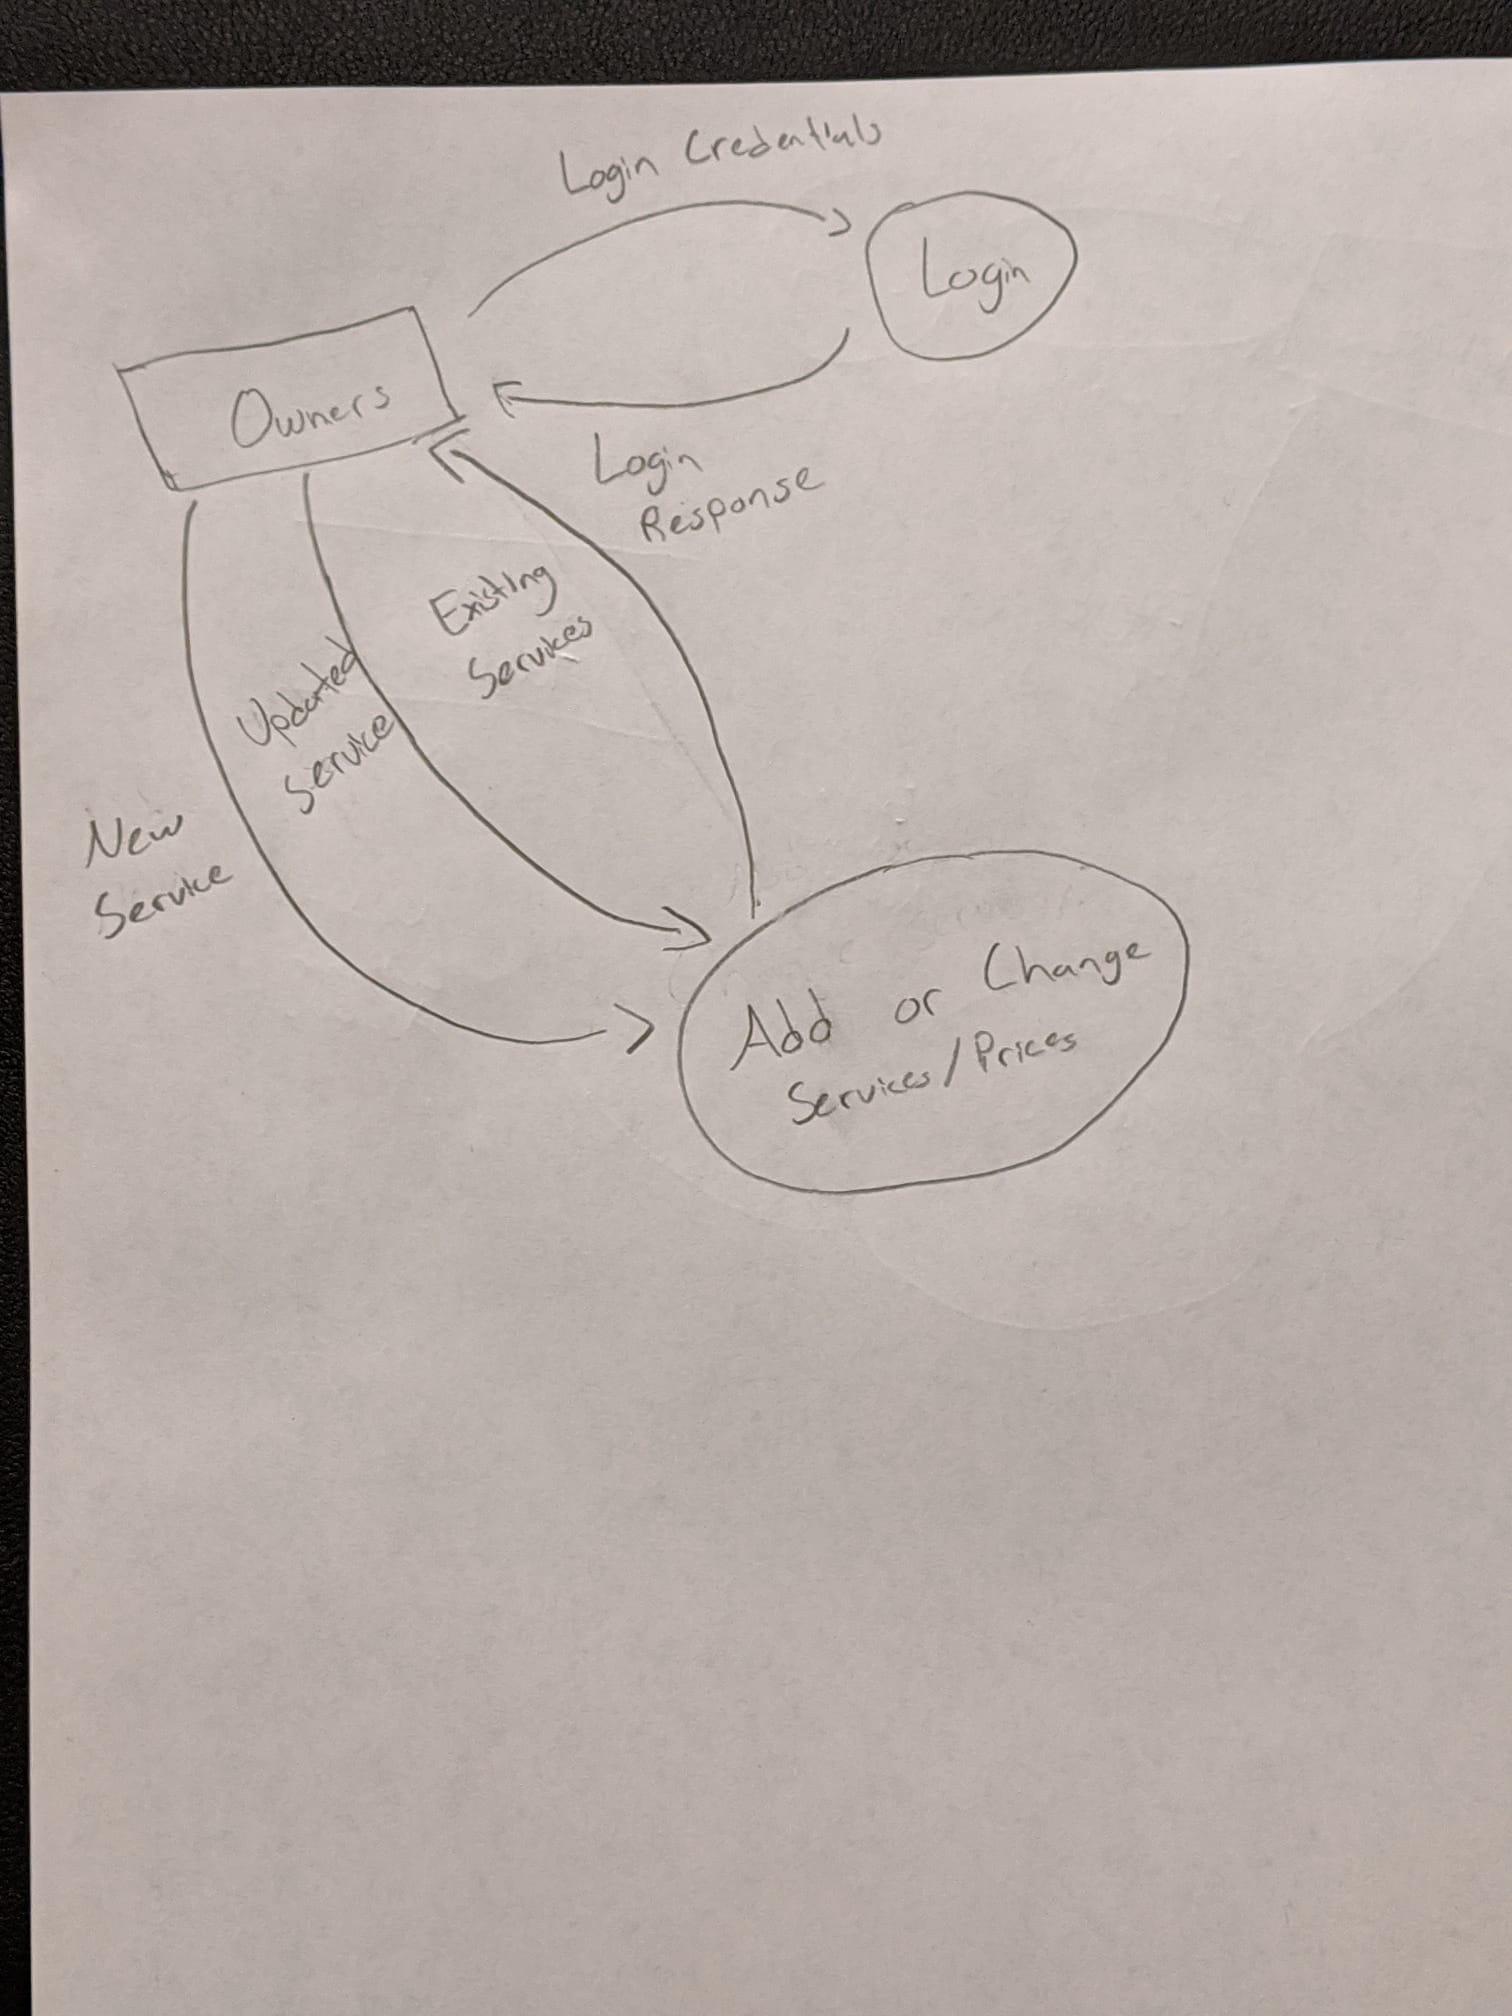 Login Credentials
Login
Owners
Login
Response
Existing
Services
Updated
Service
New
Service
Add or Change
Services/Prices